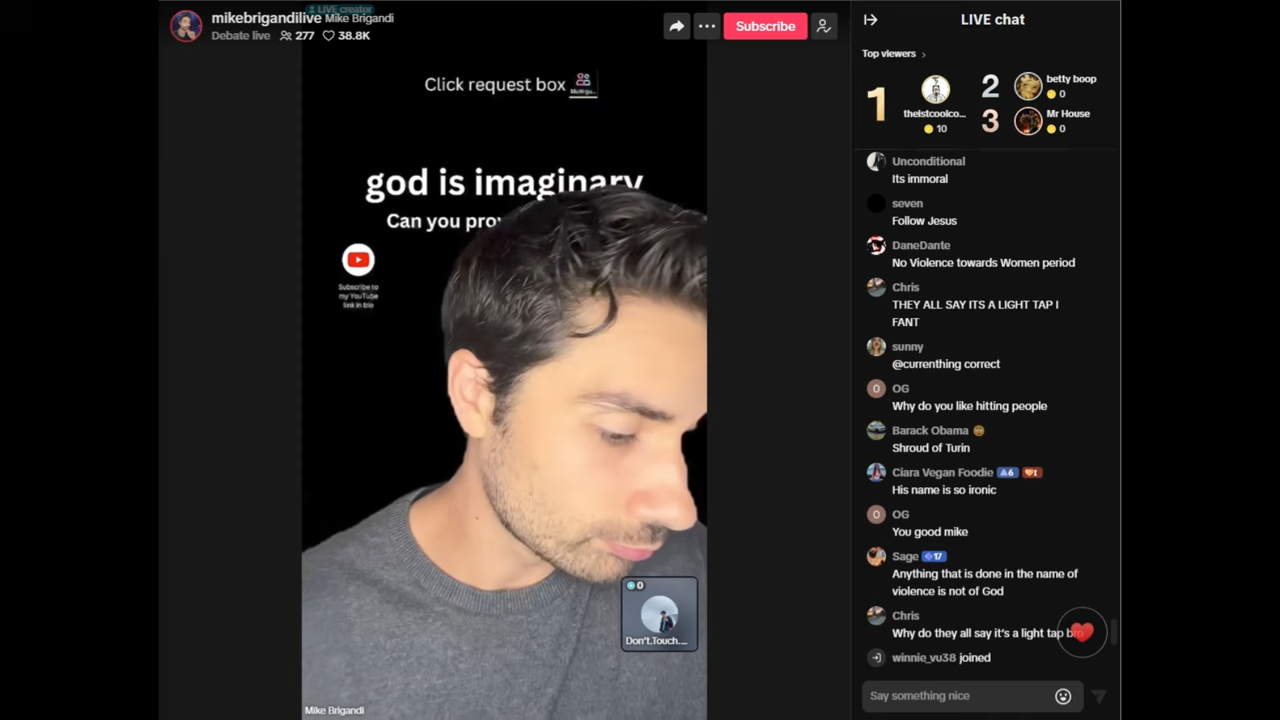 LIVE creator
mikebrigandilive Mike Brigandi
Debate live 277 38.8K
Subscribe
Click request box
god is imaginary
Can you prov
Subscribe to
my YouTube
link in bio
0
Don't.Touch....
Mike Brigandi
LIVE chat
Top viewers
1
theistcoolco...
10
2
betty boop
0
3
Mr House
0
Unconditional
Its immoral
seven
Follow Jesus
DaneDante
No Violence towards Women period
Chris
THEY ALL SAY ITS A LIGHT TAP I
FANT
sunny
@currenthing correct
O OG
Why do you like hitting people
Barack Obama
Shroud of Turin
Ciara Vegan Foodie 6 1
His name is so ironic
O OG
You good mike
Sage 17
Anything that is done in the name of
violence is not of God
Chris
Why do they all say it's a light tap bro
winnie_vu38 joined
Say something nice